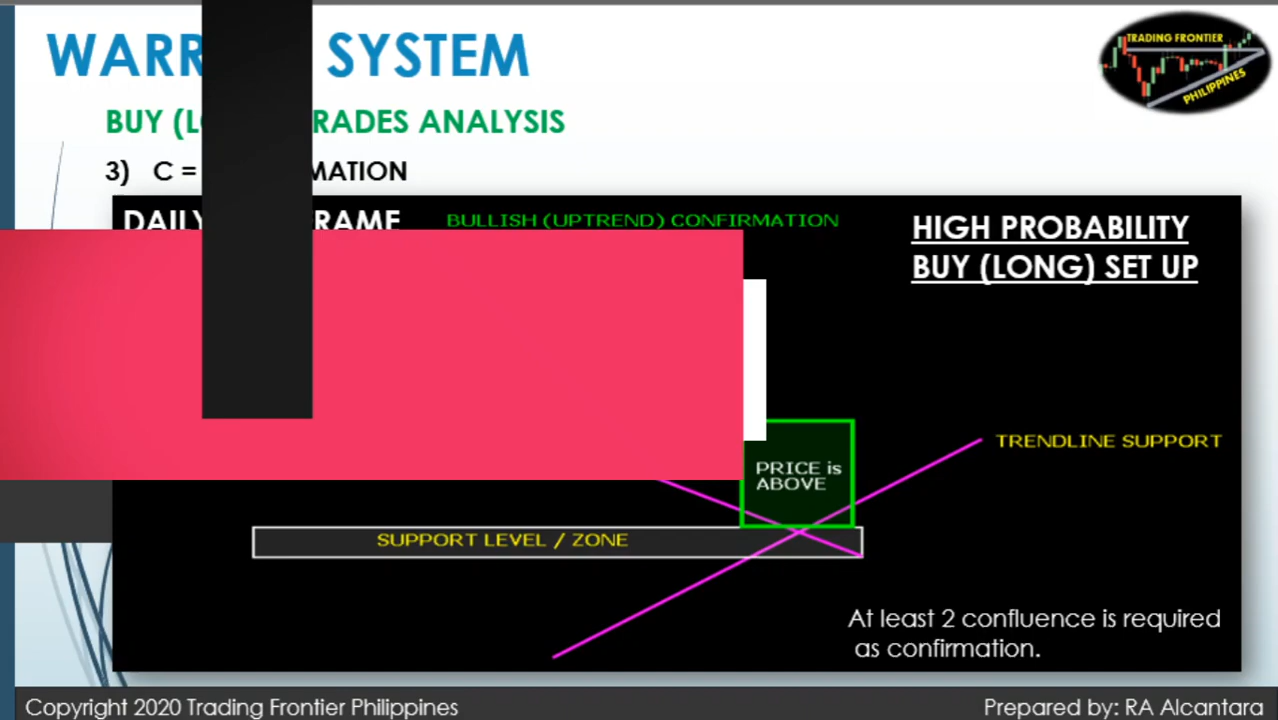 WARR SYSTEM
TRADING FRONTIER
PHILIPPINES
BUY (L RADES ANALYSIS
3) C = MATION
DAILY RAME
BULLISH (UPTREND) CONFIRMATION
HIGH PROBABILITY
BUY (LONG) SET UP
TRENDLINE SUPPORT
PRICE is
ABOVE
SUPPORT LEVEL / ZONE
At least 2 confluence is required
as confirmation.
Copyright 2020 Trading Frontier Philippines
Prepared by: RA Alcantara